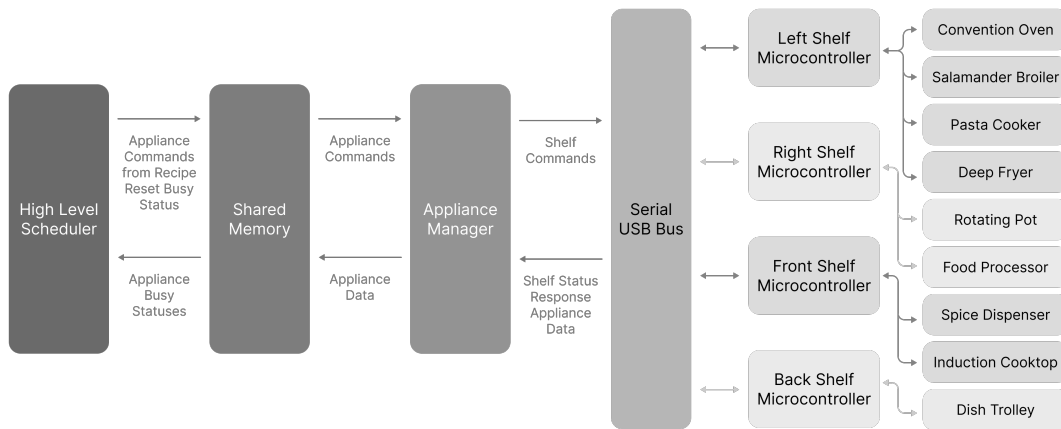 High Level
Scheduler
Appliance
Commands
from Recipe
Reset Busy
Status
Appliance
Busy
Statuses
Shared
Memory
Appliance
Commands
Appliance
Data
Appliance
Manager
Shelf
Commands
Shelf Status
Response
Appliance
Data
Serial
USB Bus
Left Shelf
Microcontroller
Right Shelf
Microcontroller
Front Shelf
Microcontroller
Back Shelf
Microcontroller
Convention Oven
Salamander Broiler
Pasta Cooker
Deep Fryer
Rotating Pot
Food Processor
Spice Dispenser
Induction Cooktop
Dish Trolley